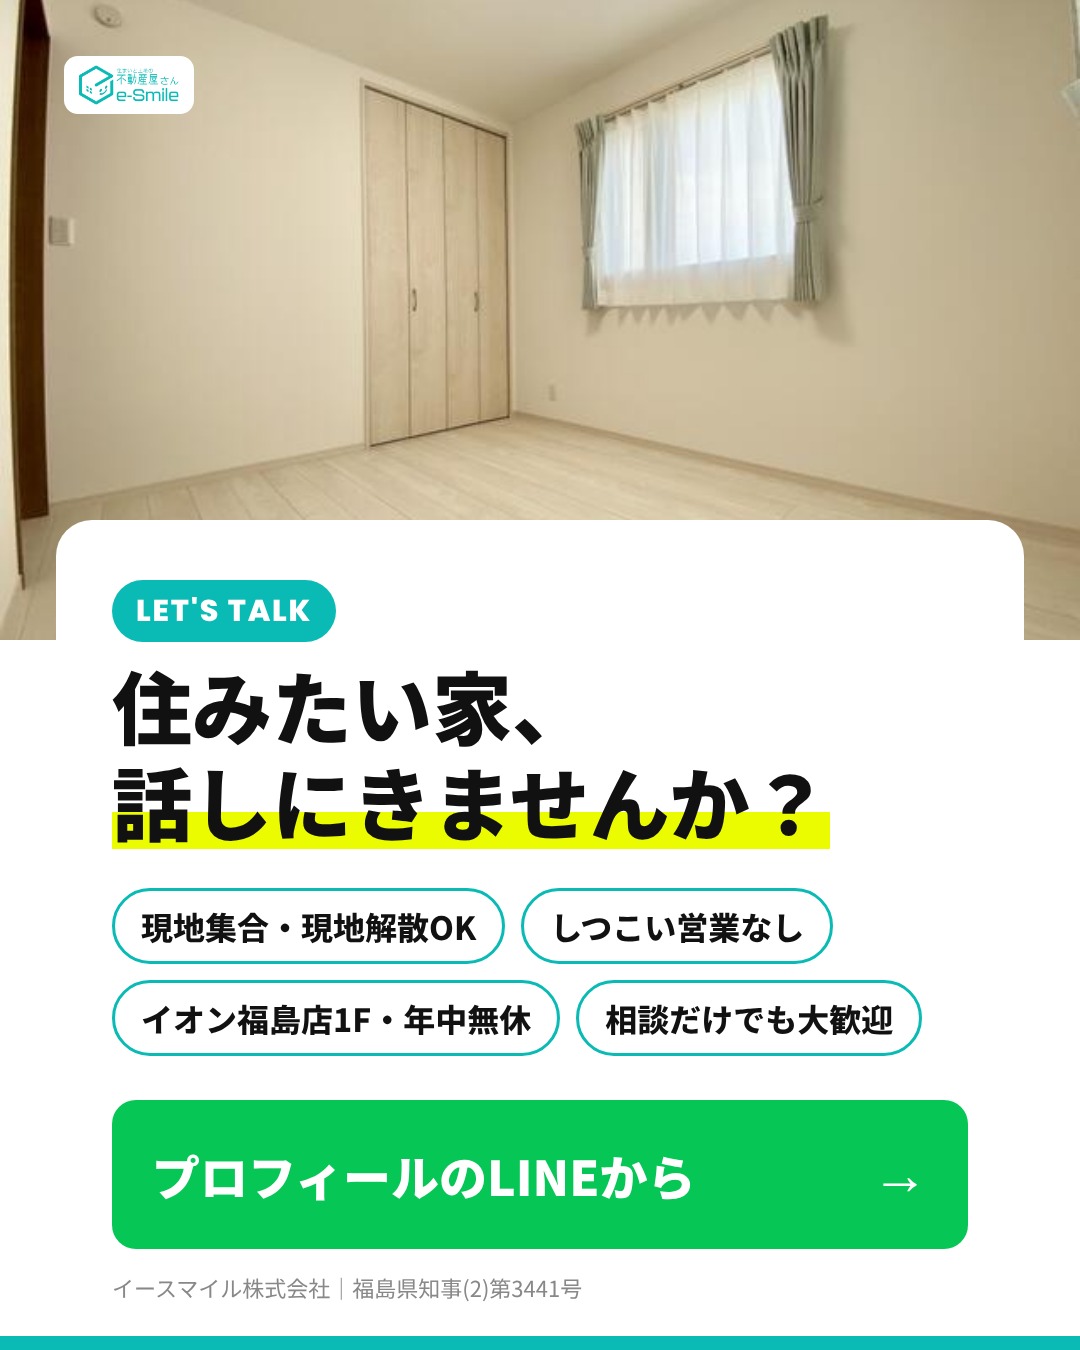 不動産屋さん
e-Smile
LET'S TALK
住みたい家、
話しにきませんか？
現地集合・現地解散OK
しつこい営業なし
イオン福島店1F・年中無休
相談だけでも大歓迎
プロフィールのLINEから →
イースマイル株式会社｜福島県知事(2)第3441号